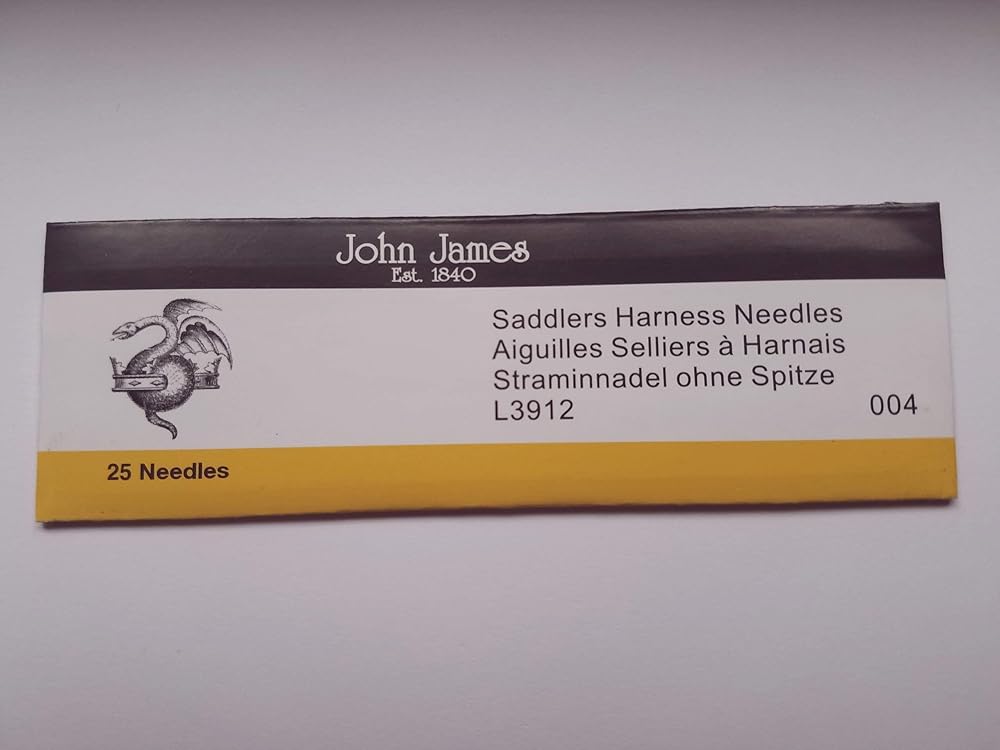 John James
Est. 1840
Saddlers Harness Needles
Aiguilles Selliers à Harnais
Straminnadel ohne Spitze
L3912 004
25 Needles